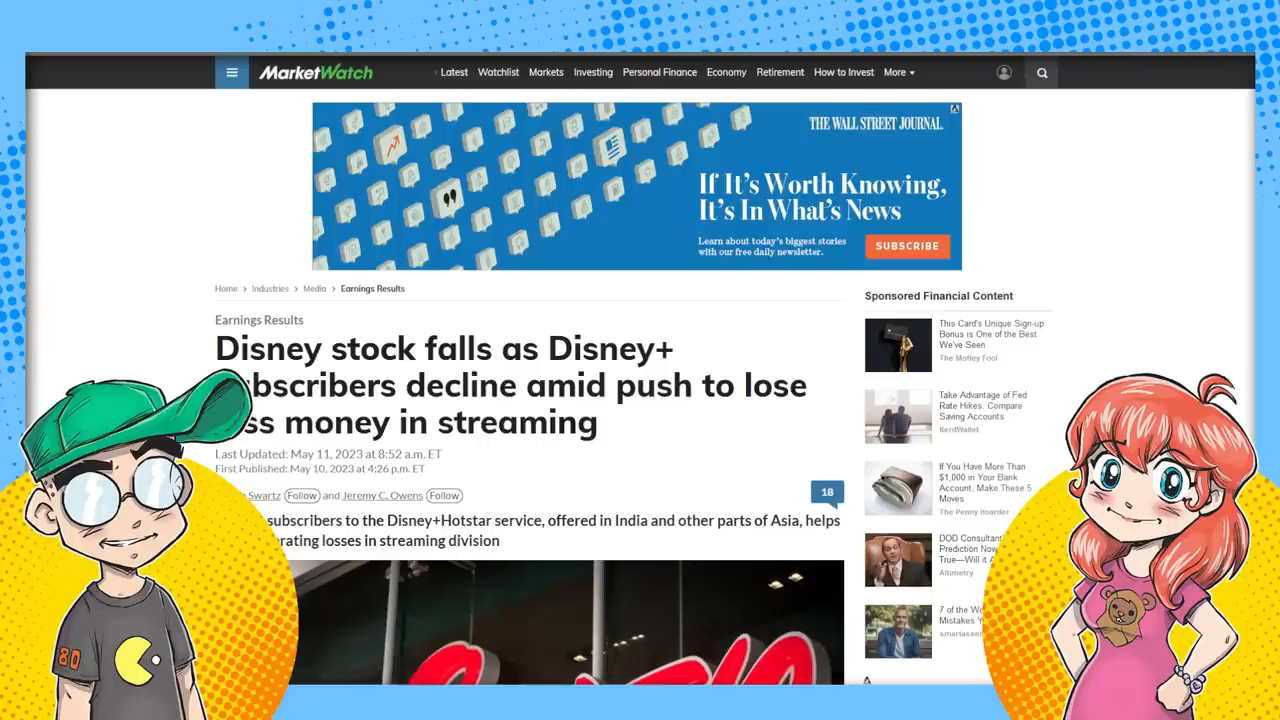 MarketWatch
Latest Watchlist Markets Investing Personal Finance Economy Retirement How to Invest More
THE WALL STREET JOURNAL.
If It's Worth Knowing,
It's In What's News
Learn about today's biggest stories
with our free daily newsletter.
SUBSCRIBE
Home > Industries > Media > Earnings Results
Earnings Results
Disney stock falls as Disney+
bscribers decline amid push to lose
ss money in streaming
Last Updated: May 11, 2023 at 8:52 a.m. ET
First Published: May 10, 2023 at 4:26 p.m. ET
Swartz Follow and Jeremy C. Owens Follow
18
subscribers to the Disney+Hotstar service, offered in India and other parts of Asia, helps
rating losses in streaming division
Sponsored Financial Content
This Card's Unique Sign-up
Bonus is One of the Best
We've Seen
The Motley Fool
Take Advantage of Fed
Rate Hikes. Compare
Saving Accounts
NerdWallet
If You Have More Than
$1,000 in Your Bank
Account, Make These 5
Moves
The Penny Hoarder
DOD Consultant
Prediction Now
True—Will it
Altimetry
7 of the
Mistakes
smartasset
80